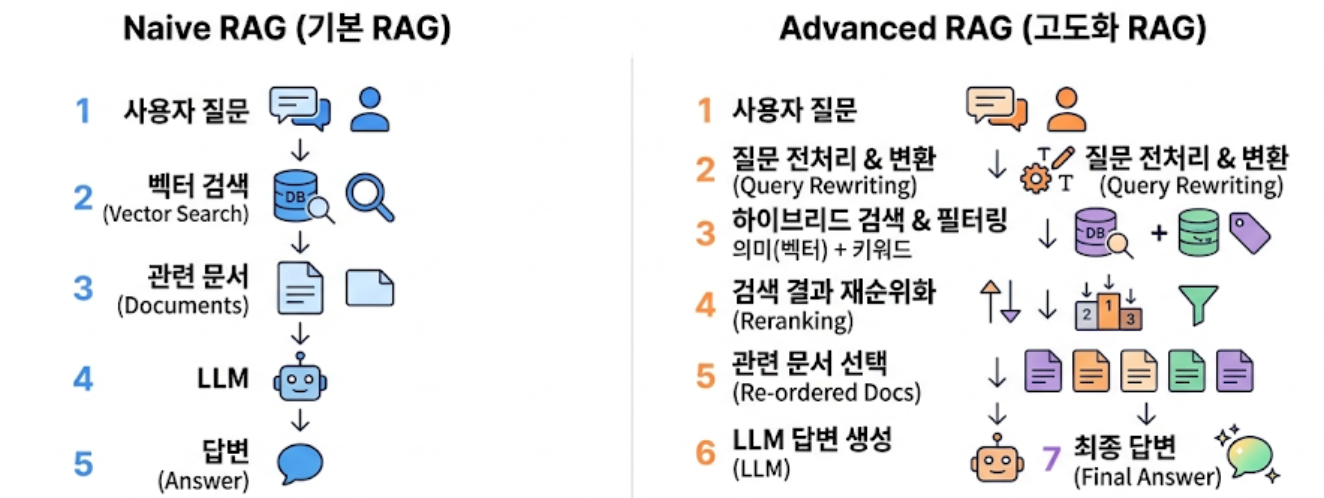 Naive RAG (기본 RAG)
1 사용자 질문
2 벡터 검색
(Vector Search)
DB
3 관련 문서
(Documents)
4 LLM
5 답변
(Answer)
Advanced RAG (고도화 RAG)
1 사용자 질문
2 질문 전처리 & 변환
(Query Rewriting)
T
T
질문 전처리 & 변환
(Query Rewriting)
3 하이브리드 검색 & 필터링
의미(벡터) + 키워드
DB
+
4 검색 결과 재순위화
(Reranking)
2 1 3
5 관련 문서 선택
(Re-ordered Docs)
6 LLM 답변 생성
(LLM)
7 최종 답변
(Final Answer)